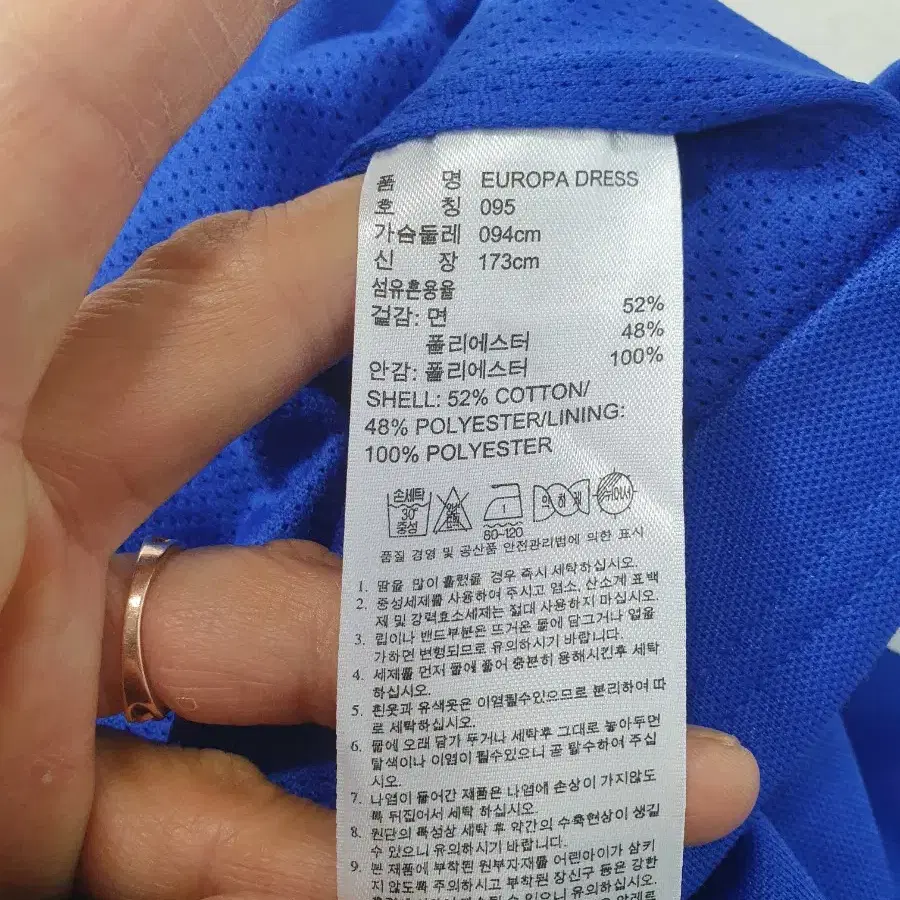 품 명 EUROPA DRESS
호 칭 095
가슴둘레 094cm
신 장 173cm
섬유혼용율
걸감: 면 52%
폴리에스터 48%
안감: 폴리에스터 100%
SHELL: 52% COTTON/
48% POLYESTER/LINING:
100% POLYESTER
손세탁 30° 중성 80-120 약하게 뉘어서
품질 경영 및 공산품 안전관리법에 의한 표시
1. 땀을 많이 흘렸을 경우 즉시 세탁하십시오.
2. 중성세제를 사용하여 주시고 염소, 산소계 표백
제 및 강력효소세제는 절대 사용하지 마십시오.
3. 립이나 밴드부분은 뜨거운 물에 담그거나 열을
가하면 변형되므로 유의하시기 바랍니다.
4. 세제를 먼저 물에 풀어 충분히 용해시킨후 세탁
하십시오.
5. 흰옷과 유색옷은 이염될수있으므로 분리하여 따
로 세탁하십시오.
6. 물에 오래 담가 두거나 세탁후 그대로 놓아두면
탈색이나 이염이 될수있으니 곧 탈수하여 주십
시오.
7. 나염이 들어간 제품은 나염에 손상이 가지않도
록 뒤집어서 세탁 하십시오.
8. 원단의 특성상 세탁 후 약간의 수축현상이 생길
수 있으니 유의하시기 바랍니다.
9. 본 제품에 부착된 원부자재를 어린아이가 삼키
지 않도록 주의하시고 부착된 장신구 등은 강한